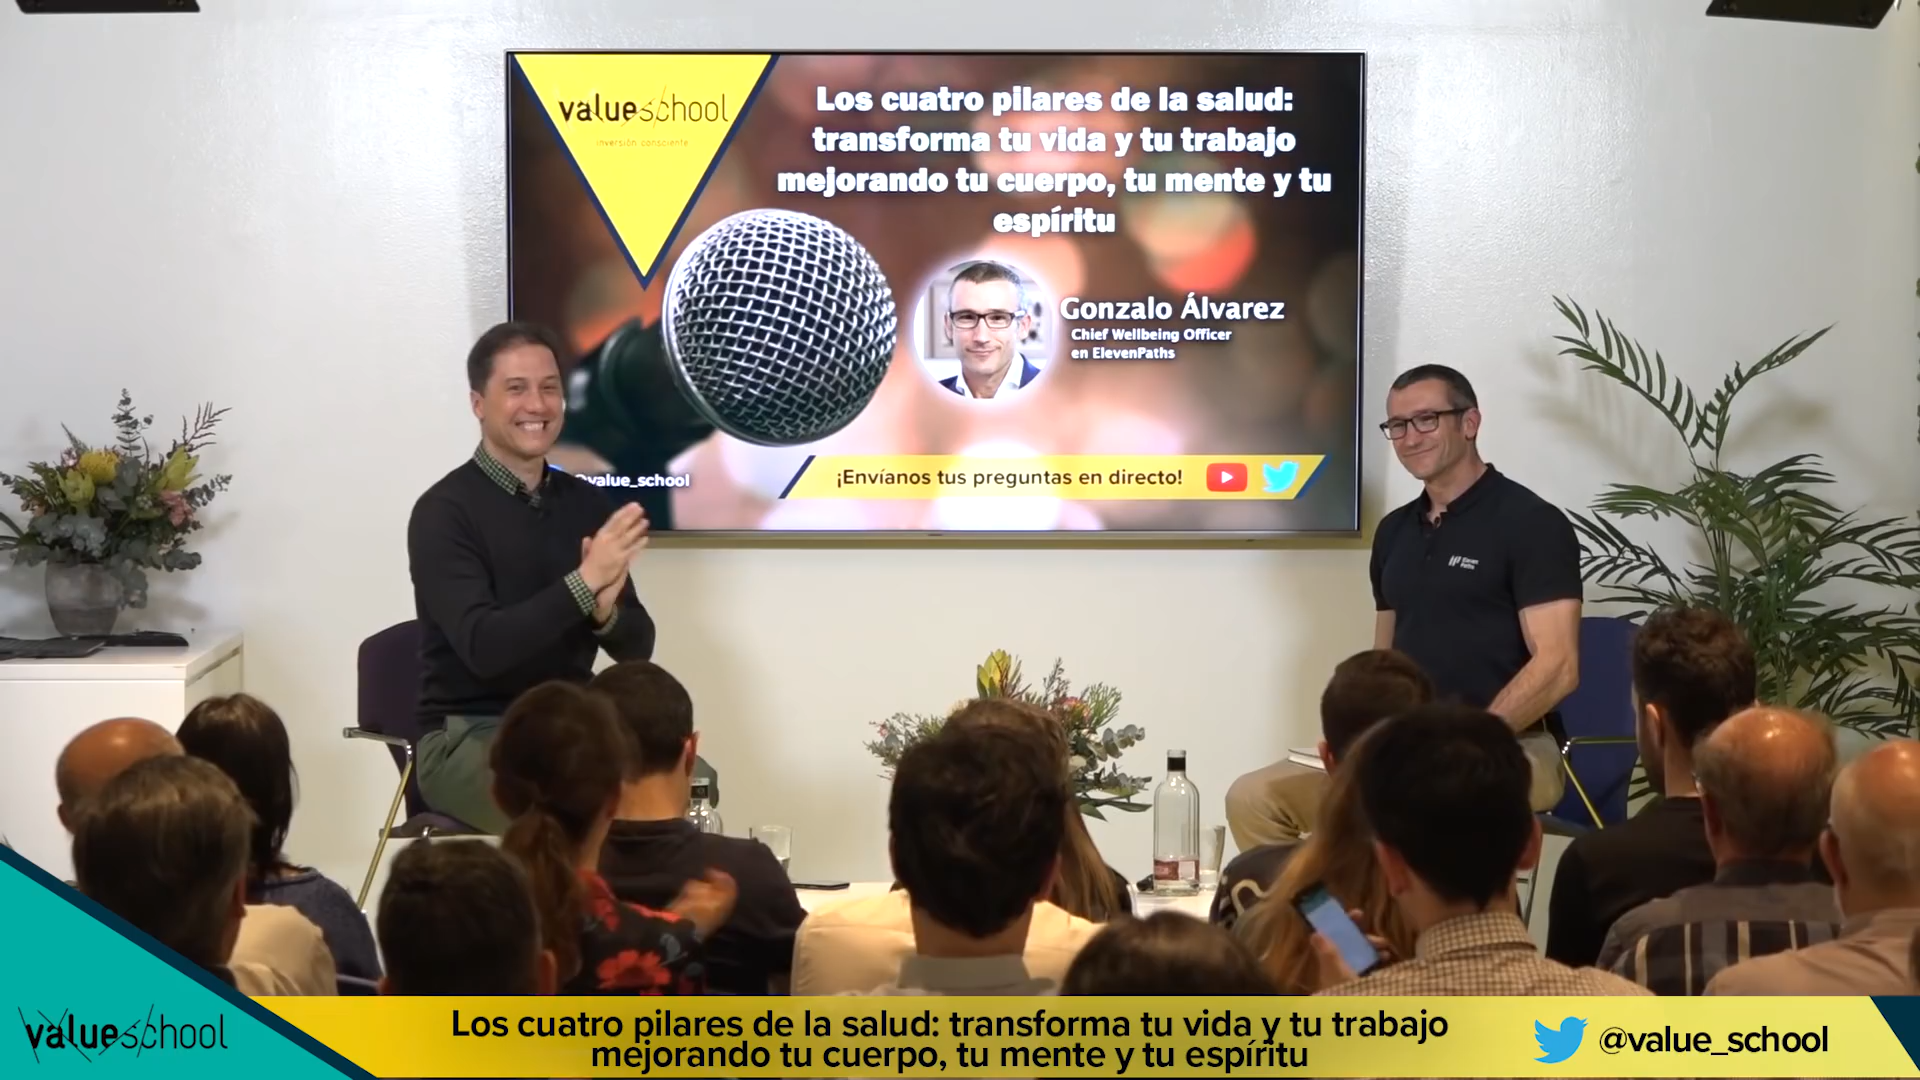 valueschool
inversión consciente
Los cuatro pilares de la salud:
transforma tu vida y tu trabajo
mejorando tu cuerpo, tu mente y tu
espíritu
Gonzalo Álvarez
Chief Wellbeing Officer
en ElevenPaths
@value_school
¡Envíanos tus preguntas en directo!
Eleven
Paths
valueschool
Los cuatro pilares de la salud: transforma tu vida y tu trabajo
mejorando tu cuerpo, tu mente y tu espíritu
@value_school